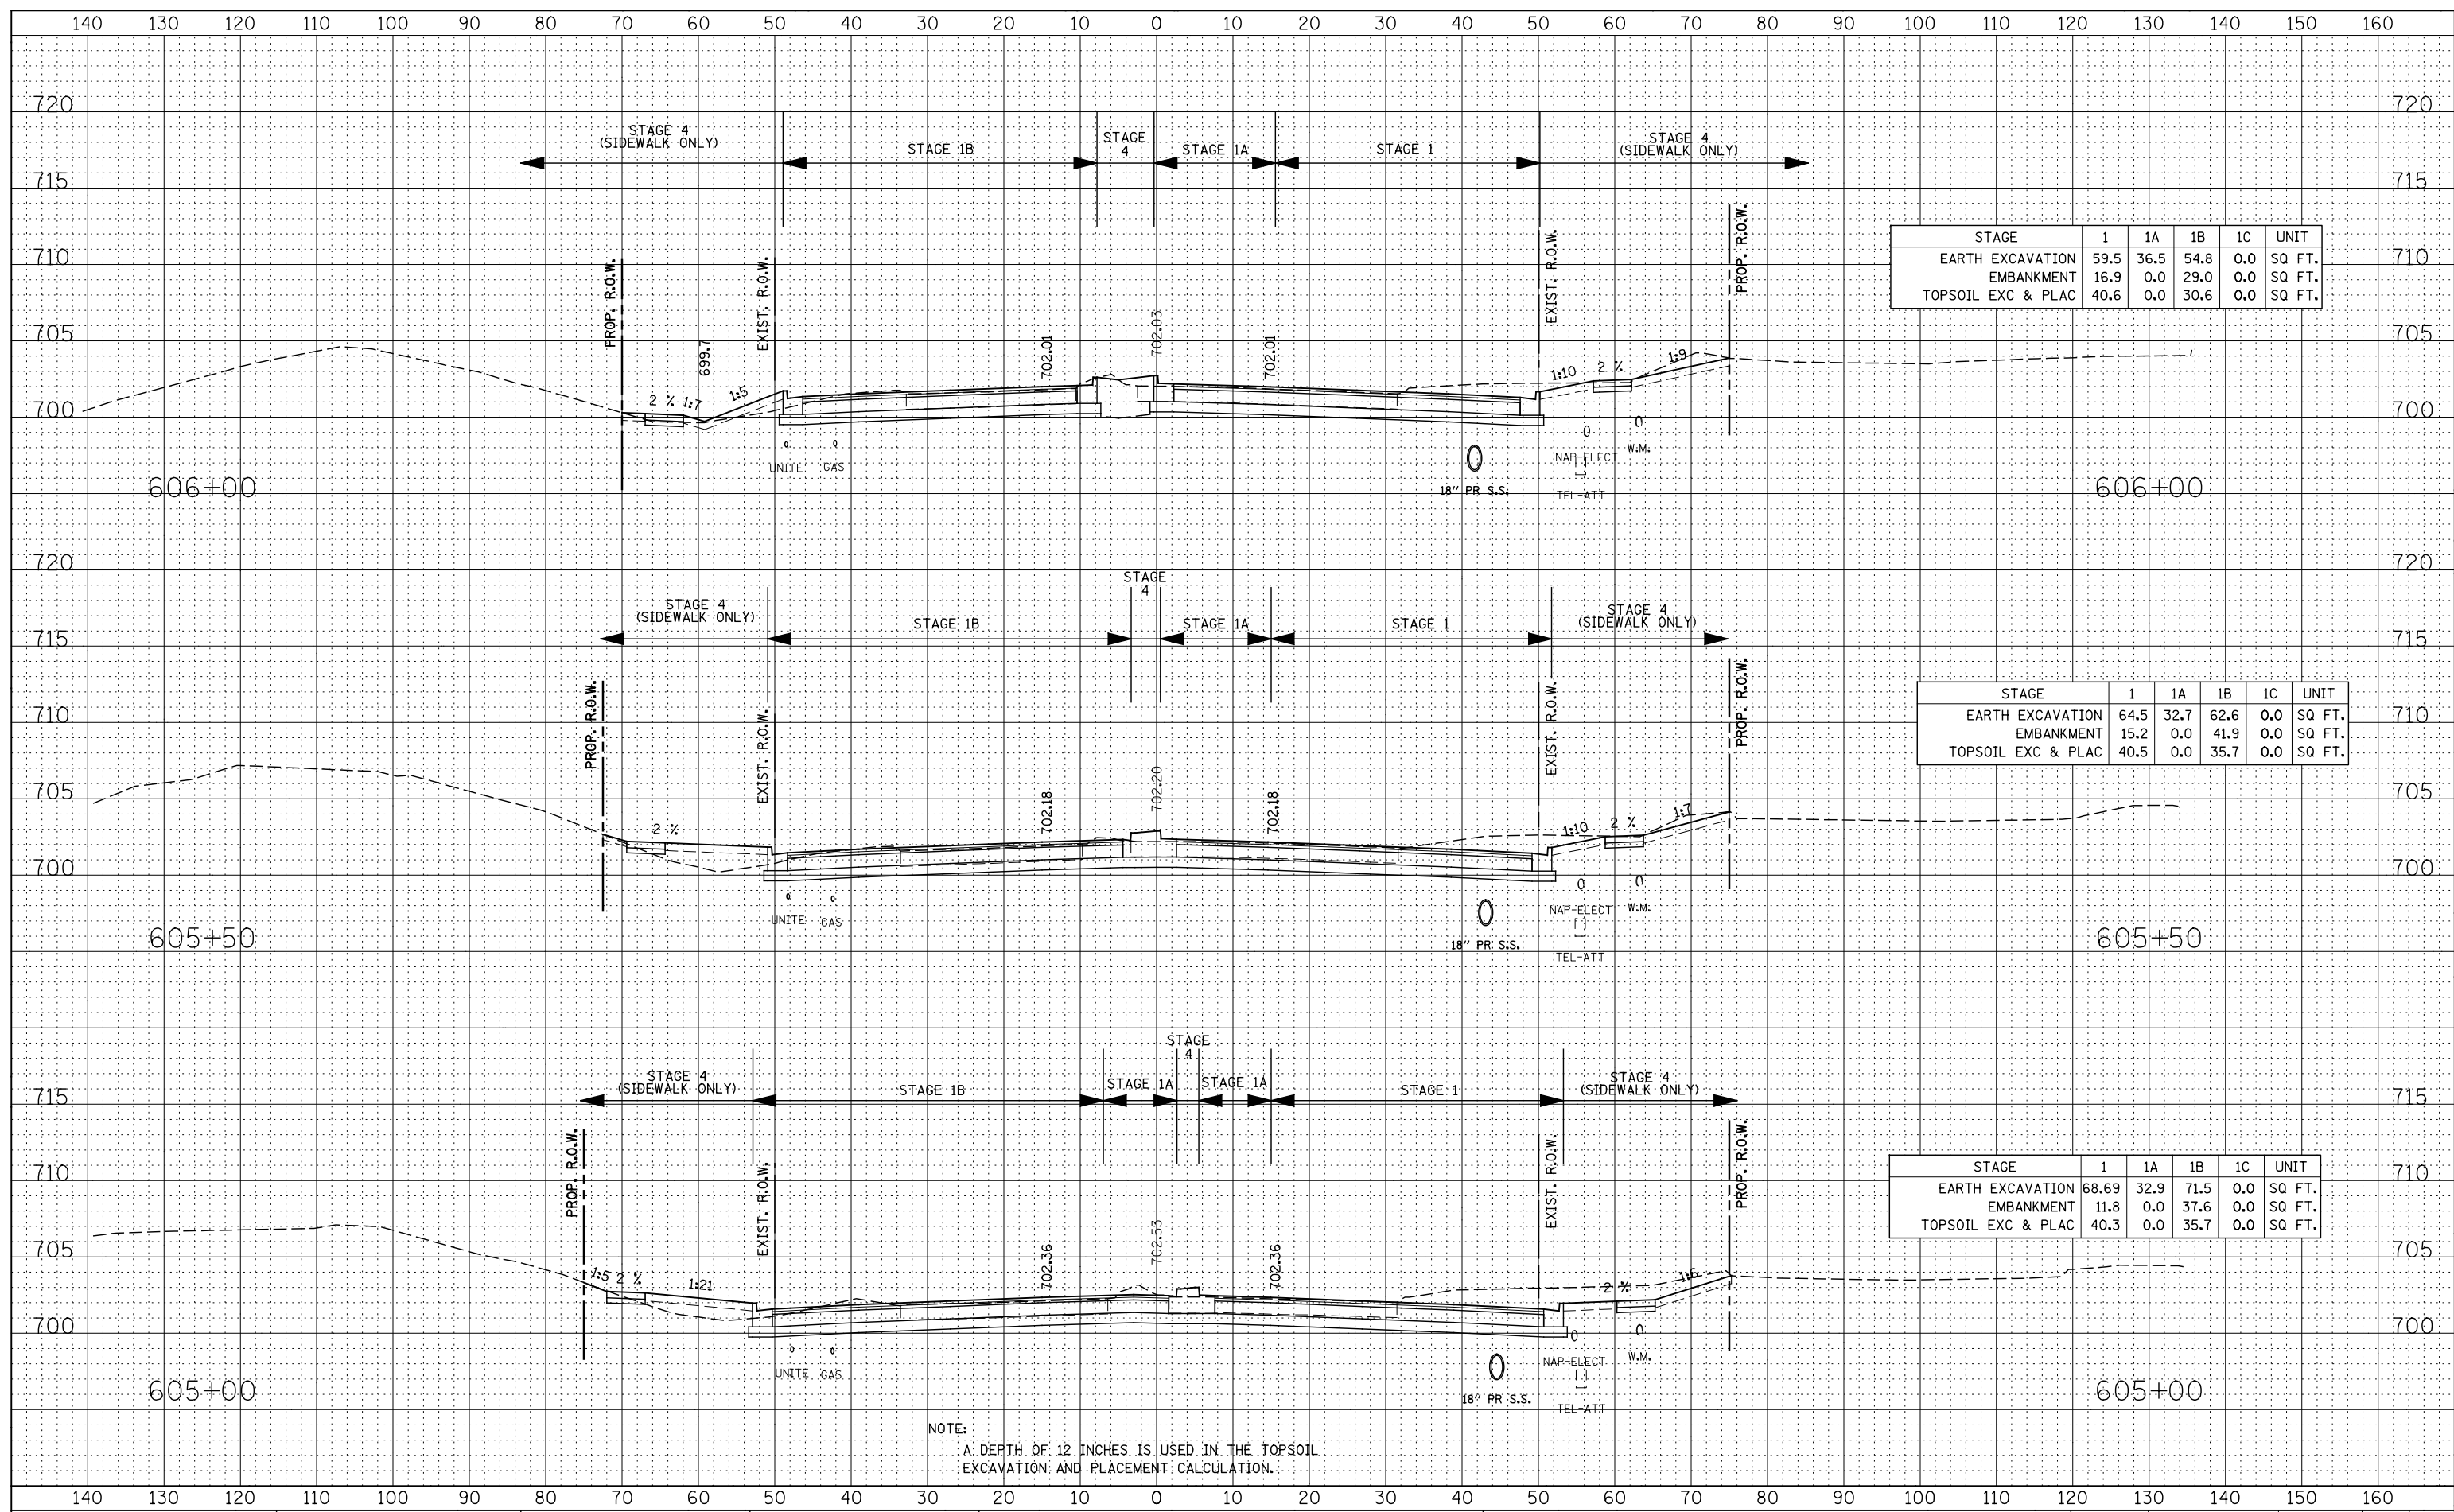 140 130 120 110 100 90 80 70 60 50 40 30 20 10 0 10 20 30 40 50 60 70 80 90 100 110 120 130 140 150 160
720 720
STAGE 4
(SIDEWALK ONLY)
STAGE 1B
STAGE
4
STAGE 1A
STAGE 1
STAGE 4
(SIDEWALK ONLY)
715 715
710 710
PROP. R.O.W.
EXIST. R.O.W.
EXIST. R.O.W.
PROP. R.O.W.
STAGE 1 1A 1B 1C UNIT
EARTH EXCAVATION 59.5 36.5 54.8 0.0 SQ FT.
EMBANKMENT 16.9 0.0 29.0 0.0 SQ FT.
TOPSOIL EXC & PLAC 40.6 0.0 30.6 0.0 SQ FT.
705 705
699.7
702.01
702.03
702.01
2 % 1:7
1:5
1:10
2 %
1:9
700 700
UNITE GAS
18" PR S.S.
NAP-ELECT
W.M.
TEL-ATT
606+00 606+00
720 720
STAGE 4
(SIDEWALK ONLY)
STAGE 1B
STAGE
4
STAGE 1A
STAGE 1
STAGE 4
(SIDEWALK ONLY)
715 715
710 710
PROP. R.O.W.
EXIST. R.O.W.
EXIST. R.O.W.
PROP. R.O.W.
STAGE 1 1A 1B 1C UNIT
EARTH EXCAVATION 64.5 32.7 62.6 0.0 SQ FT.
EMBANKMENT 15.2 0.0 41.9 0.0 SQ FT.
TOPSOIL EXC & PLAC 40.5 0.0 35.7 0.0 SQ FT.
705 705
702.18
702.20
702.18
2 %
1:10
2 %
1:7
700 700
UNITE GAS
18" PR S.S.
NAP-ELECT
W.M.
TEL-ATT
605+50 605+50
STAGE 4
(SIDEWALK ONLY)
STAGE 1B
STAGE 1A
STAGE
4
STAGE 1A
STAGE 1
STAGE 4
(SIDEWALK ONLY)
715 715
710 710
PROP. R.O.W.
EXIST. R.O.W.
EXIST. R.O.W.
PROP. R.O.W.
STAGE 1 1A 1B 1C UNIT
EARTH EXCAVATION 68.69 32.9 71.5 0.0 SQ FT.
EMBANKMENT 11.8 0.0 37.6 0.0 SQ FT.
TOPSOIL EXC & PLAC 40.3 0.0 35.7 0.0 SQ FT.
705 705
702.36
702.53
702.36
1:5 2 %
1:21
2 %
1:6
700 700
UNITE GAS
18" PR S.S.
NAP-ELECT
W.M.
TEL-ATT
605+00 605+00
NOTE:
A DEPTH OF 12 INCHES IS USED IN THE TOPSOIL
EXCAVATION AND PLACEMENT CALCULATION.
140 130 120 110 100 90 80 70 60 50 40 30 20 10 0 10 20 30 40 50 60 70 80 90 100 110 120 130 140 150 160